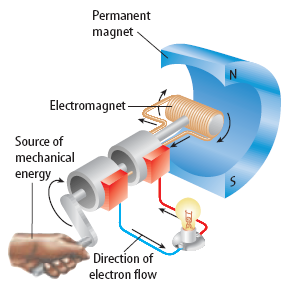 Permanent
magnet
N
Electromagnet
Source of
mechanical
energy
S
Direction of
electron flow